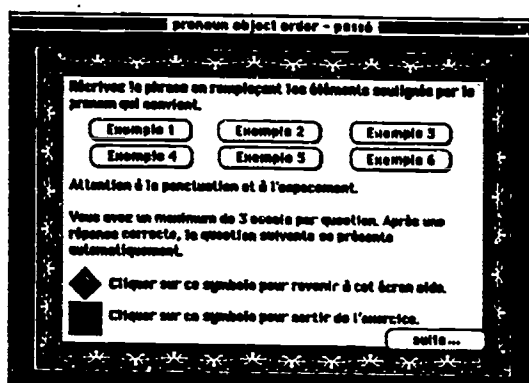 pronoun object order - passé
Récrivez la phrase en remplaçant les éléments soulignés par le
pronom qui convient.
Exemple 1 Exemple 2 Exemple 3
Exemple 4 Exemple 5 Exemple 6
Attention à la ponctuation et à l'espacement.
Vous avez un maximum de 3 essais par question. Après une
réponse correcte, la question suivante se présente
automatiquement.
Cliquer sur ce symbole pour revenir à cet écran aide.
Cliquer sur ce symbole pour sortir de l'exercice.
suite...